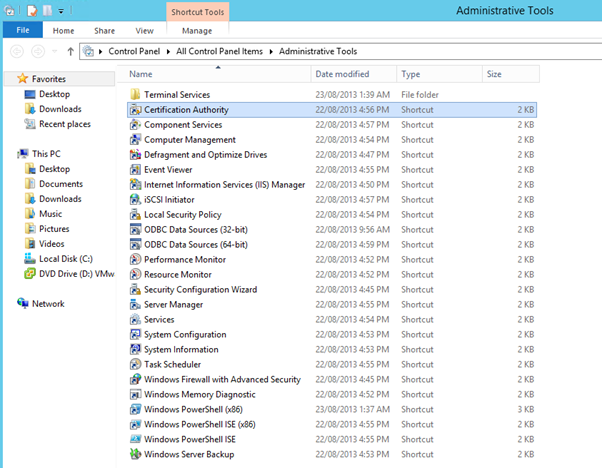 Shortcut Tools
Administrative Tools
File Home Share View Manage
Control Panel All Control Panel Items Administrative Tools
Favorites
Desktop
Downloads
Recent places
This PC
Desktop
Documents
Downloads
Music
Pictures
Videos
Local Disk (C:)
DVD Drive (D:) VMw
Network
Name Date modified Type Size
Terminal Services 23/08/2013 1:39 AM File folder
Certification Authority 22/08/2013 4:56 PM Shortcut 2 KB
Component Services 22/08/2013 4:57 PM Shortcut 2 KB
Computer Management 22/08/2013 4:54 PM Shortcut 2 KB
Defragment and Optimize Drives 22/08/2013 4:47 PM Shortcut 2 KB
Event Viewer 22/08/2013 4:55 PM Shortcut 2 KB
Internet Information Services (IIS) Manager 22/08/2013 4:50 PM Shortcut 2 KB
iSCSI Initiator 22/08/2013 4:57 PM Shortcut 2 KB
Local Security Policy 22/08/2013 4:54 PM Shortcut 2 KB
ODBC Data Sources (32-bit) 22/08/2013 9:56 AM Shortcut 2 KB
ODBC Data Sources (64-bit) 22/08/2013 4:59 PM Shortcut 2 KB
Performance Monitor 22/08/2013 4:52 PM Shortcut 2 KB
Resource Monitor 22/08/2013 4:52 PM Shortcut 2 KB
Security Configuration Wizard 22/08/2013 4:45 PM Shortcut 2 KB
Server Manager 22/08/2013 4:55 PM Shortcut 2 KB
Services 22/08/2013 4:54 PM Shortcut 2 KB
System Configuration 22/08/2013 4:53 PM Shortcut 2 KB
System Information 22/08/2013 4:53 PM Shortcut 2 KB
Task Scheduler 22/08/2013 4:55 PM Shortcut 2 KB
Windows Firewall with Advanced Security 22/08/2013 4:45 PM Shortcut 2 KB
Windows Memory Diagnostic 22/08/2013 4:52 PM Shortcut 2 KB
Windows PowerShell (x86) 23/08/2013 1:37 AM Shortcut 3 KB
Windows PowerShell ISE (x86) 22/08/2013 4:55 PM Shortcut 2 KB
Windows PowerShell ISE 22/08/2013 4:55 PM Shortcut 2 KB
Windows Server Backup 22/08/2013 4:53 PM Shortcut 2 KB